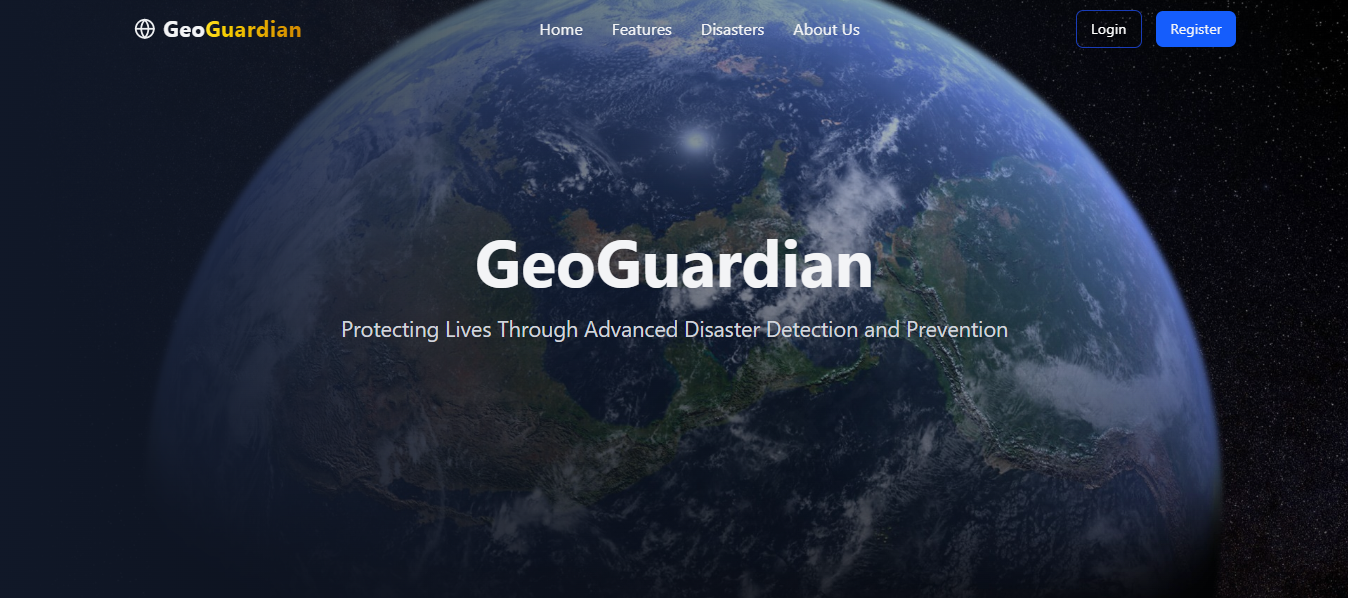 GeoGuardian
Home Features Disasters About Us
Login Register
GeoGuardian
Protecting Lives Through Advanced Disaster Detection and Prevention